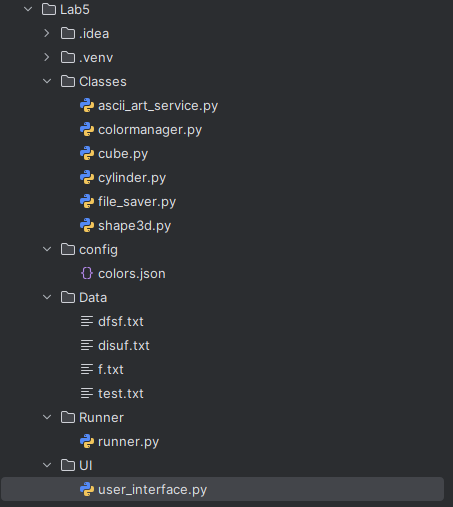 Lab5
.idea
.venv
Classes
ascii_art_service.py
colormanager.py
cube.py
cylinder.py
file_saver.py
shape3d.py
config
colors.json
Data
dfsf.txt
disuf.txt
f.txt
test.txt
Runner
runner.py
UI
user_interface.py